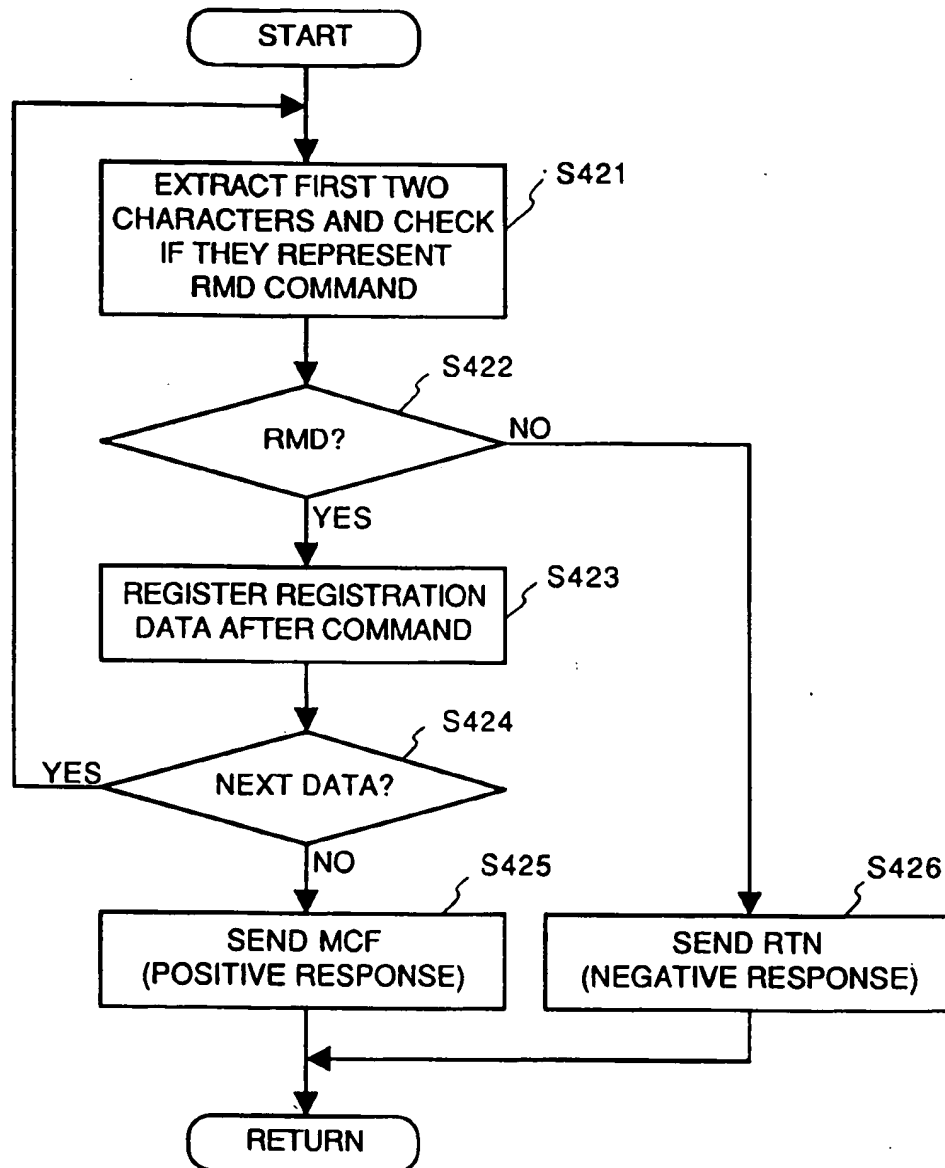 START
EXTRACT FIRST TWO
CHARACTERS AND CHECK
IF THEY REPRESENT
RMD COMMAND
S421
S422
RMD?
NO
YES
REGISTER REGISTRATION
DATA AFTER COMMAND
S423
S424
YES
NEXT DATA?
NO
S425
S426
SEND MCF
(POSITIVE RESPONSE)
SEND RTN
(NEGATIVE RESPONSE)
RETURN